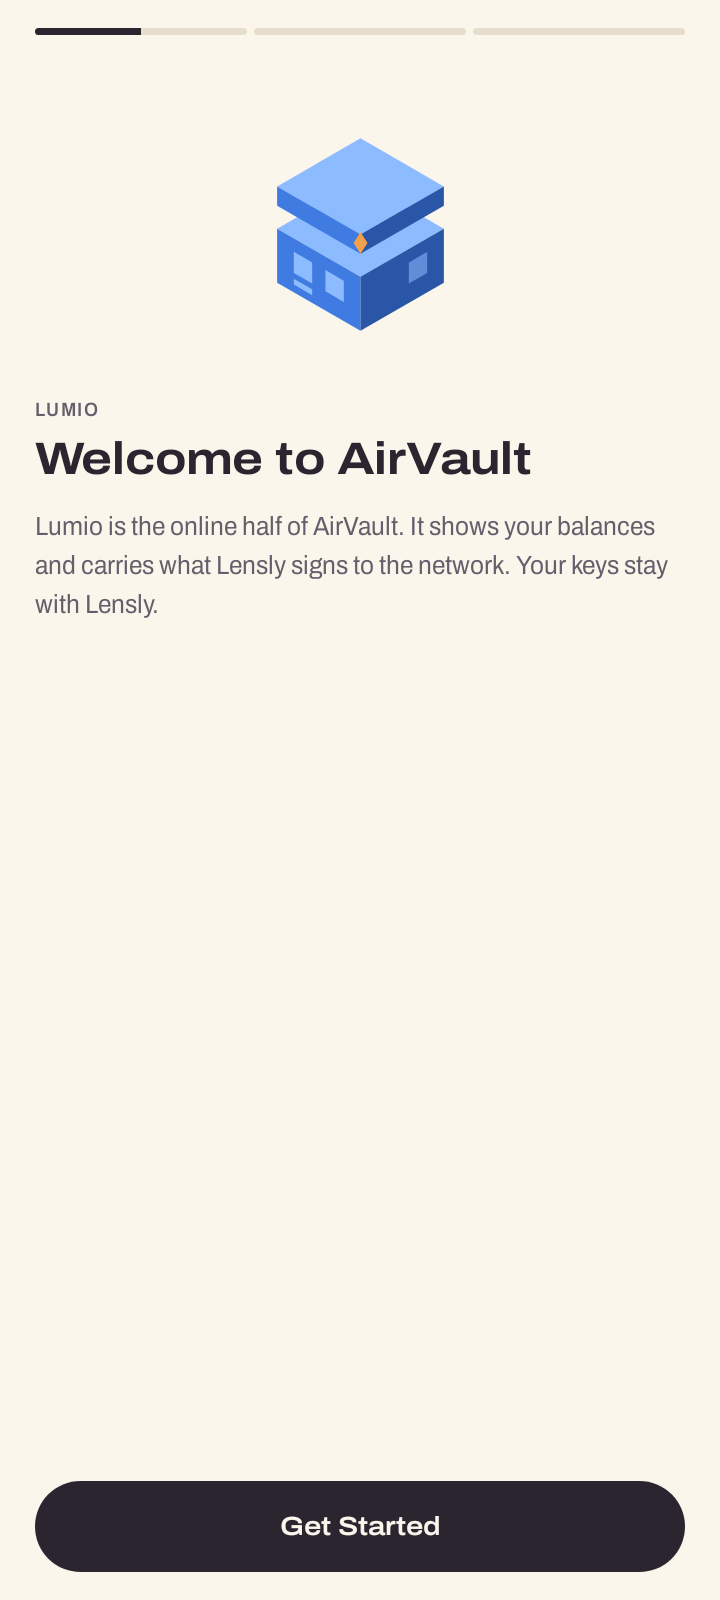 LUMIO
Welcome to AirVault
Lumio is the online half of AirVault. It shows your balances
and carries what Lensly signs to the network. Your keys stay
with Lensly.
Get Started